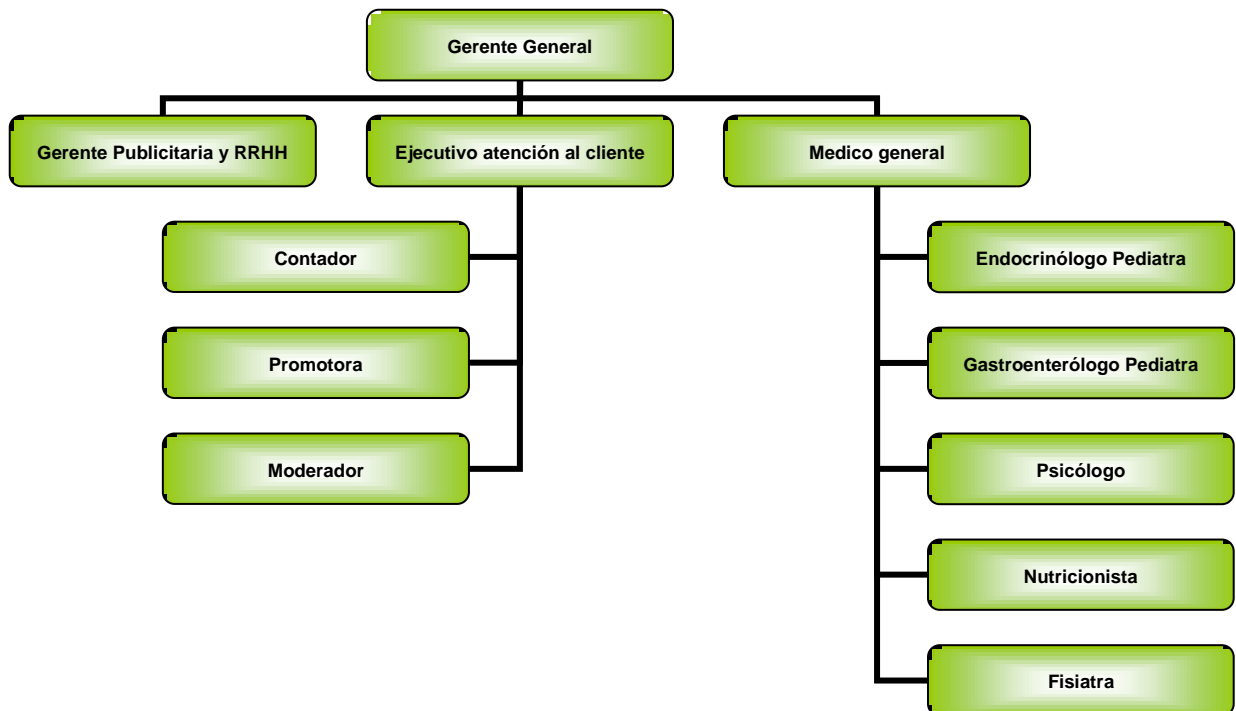 Gerente General
Gerente Publicitaria y RRHH
Ejecutivo atención al cliente
Medico general
Contador
Promotora
Moderador
Endocrinólogo Pediatra
Gastroenterólogo Pediatra
Psicólogo
Nutricionista
Fisiatra